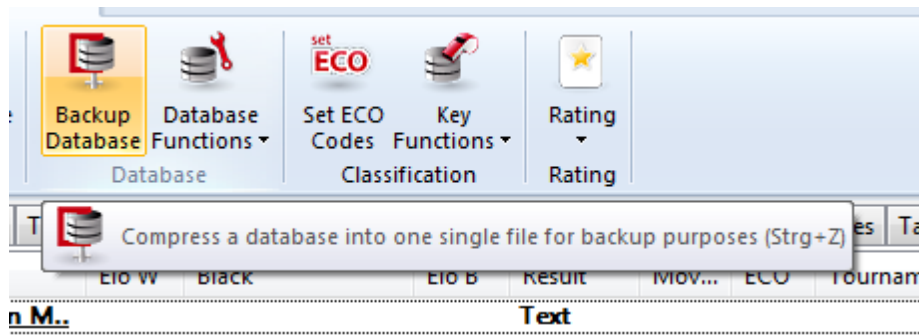 set
ECO
Backup Database
Database Functions
Set ECO Codes
Key Functions
Rating
Database
Classification
Rating
Compress a database into one single file for backup purposes (Strg+Z)
Elo W Black Elo B Result Mov... ECO
n M.. Text